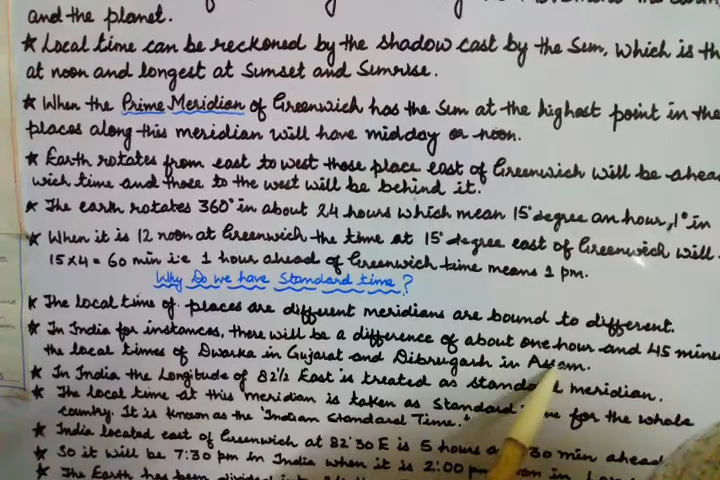 and the planet.
★ Local time can be reckoned by the shadow cast by the Sun, which is
at noon and longest at Sunset and Sunrise.
★ When the Prime Meridian of Greenwich has the Sun at the highest point in the
places along this meridian will have midday or noon.
★ Earth rotates from east to west those place east of Greenwich will be
wich time and those to the west will be behind it.
★ The earth rotates 360° in about 24 hours which mean 15° degree an hour, 1° in
★ When it is 12 noon at Greenwich the time at 15° degree east of Greenwich will
15 x 4 = 60 min i.e 1 hour ahead of Greenwich time means 1 pm.
Why Do we have Standard time?
★ The local time of places are different meridians are bound to different.
★ In India for instances, there will be a difference of about one hour and 45
the local times of Dwarka in Gujarat and Dibrugarh in Assam.
★ In India the Longitude of 82½ East is treated as meridian.
★ The local time at this meridian is taken as Standard for the whole
country. It is known as the "Indian Standard Time."
★ India located east of Greenwich at 82°30 E is 5 hours 30 min ahead
★ So it will be 7:30 pm in India when it is 2:00 in
★ The Earth has been divided